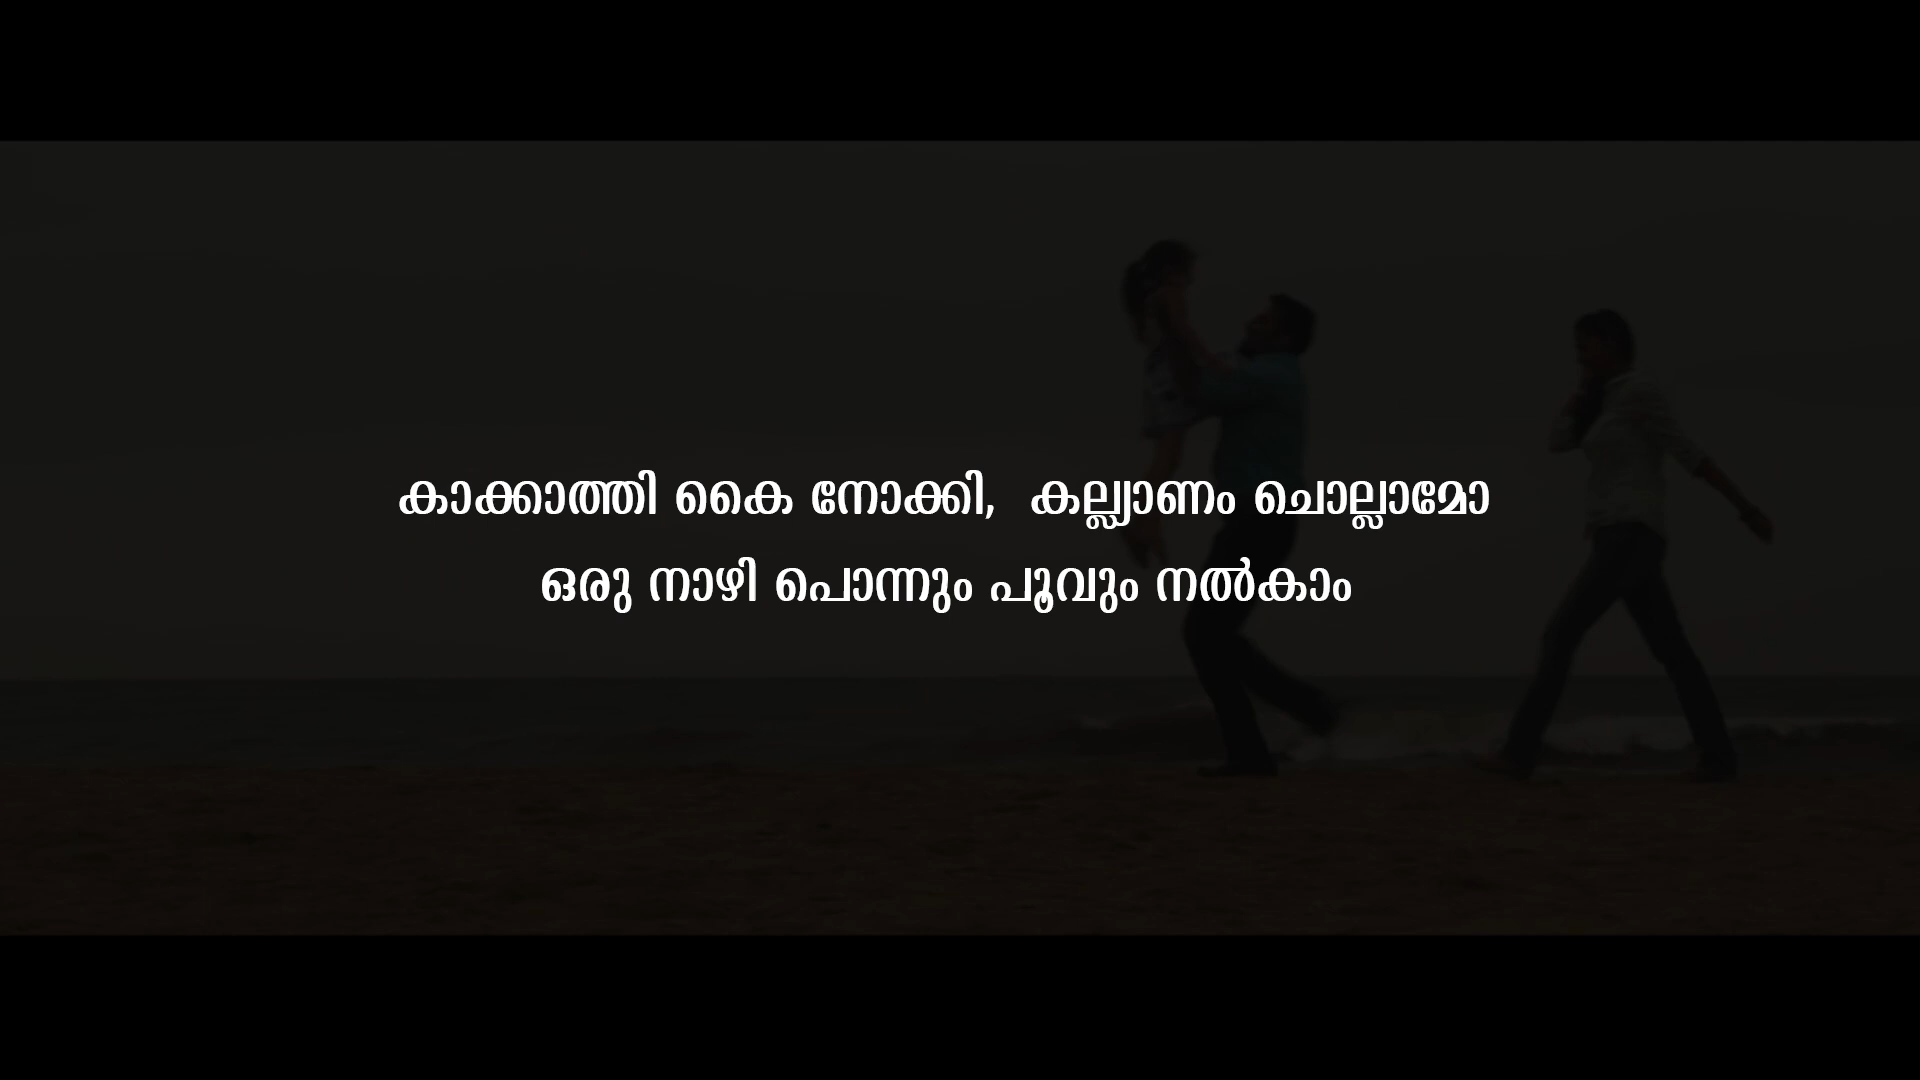 കാക്കാത്തി കൈ നോക്കി, കല്ല്യാണം ചൊല്ലാമോ
ഒരു നാഴി പൊന്നും പൂവും നൽകാം